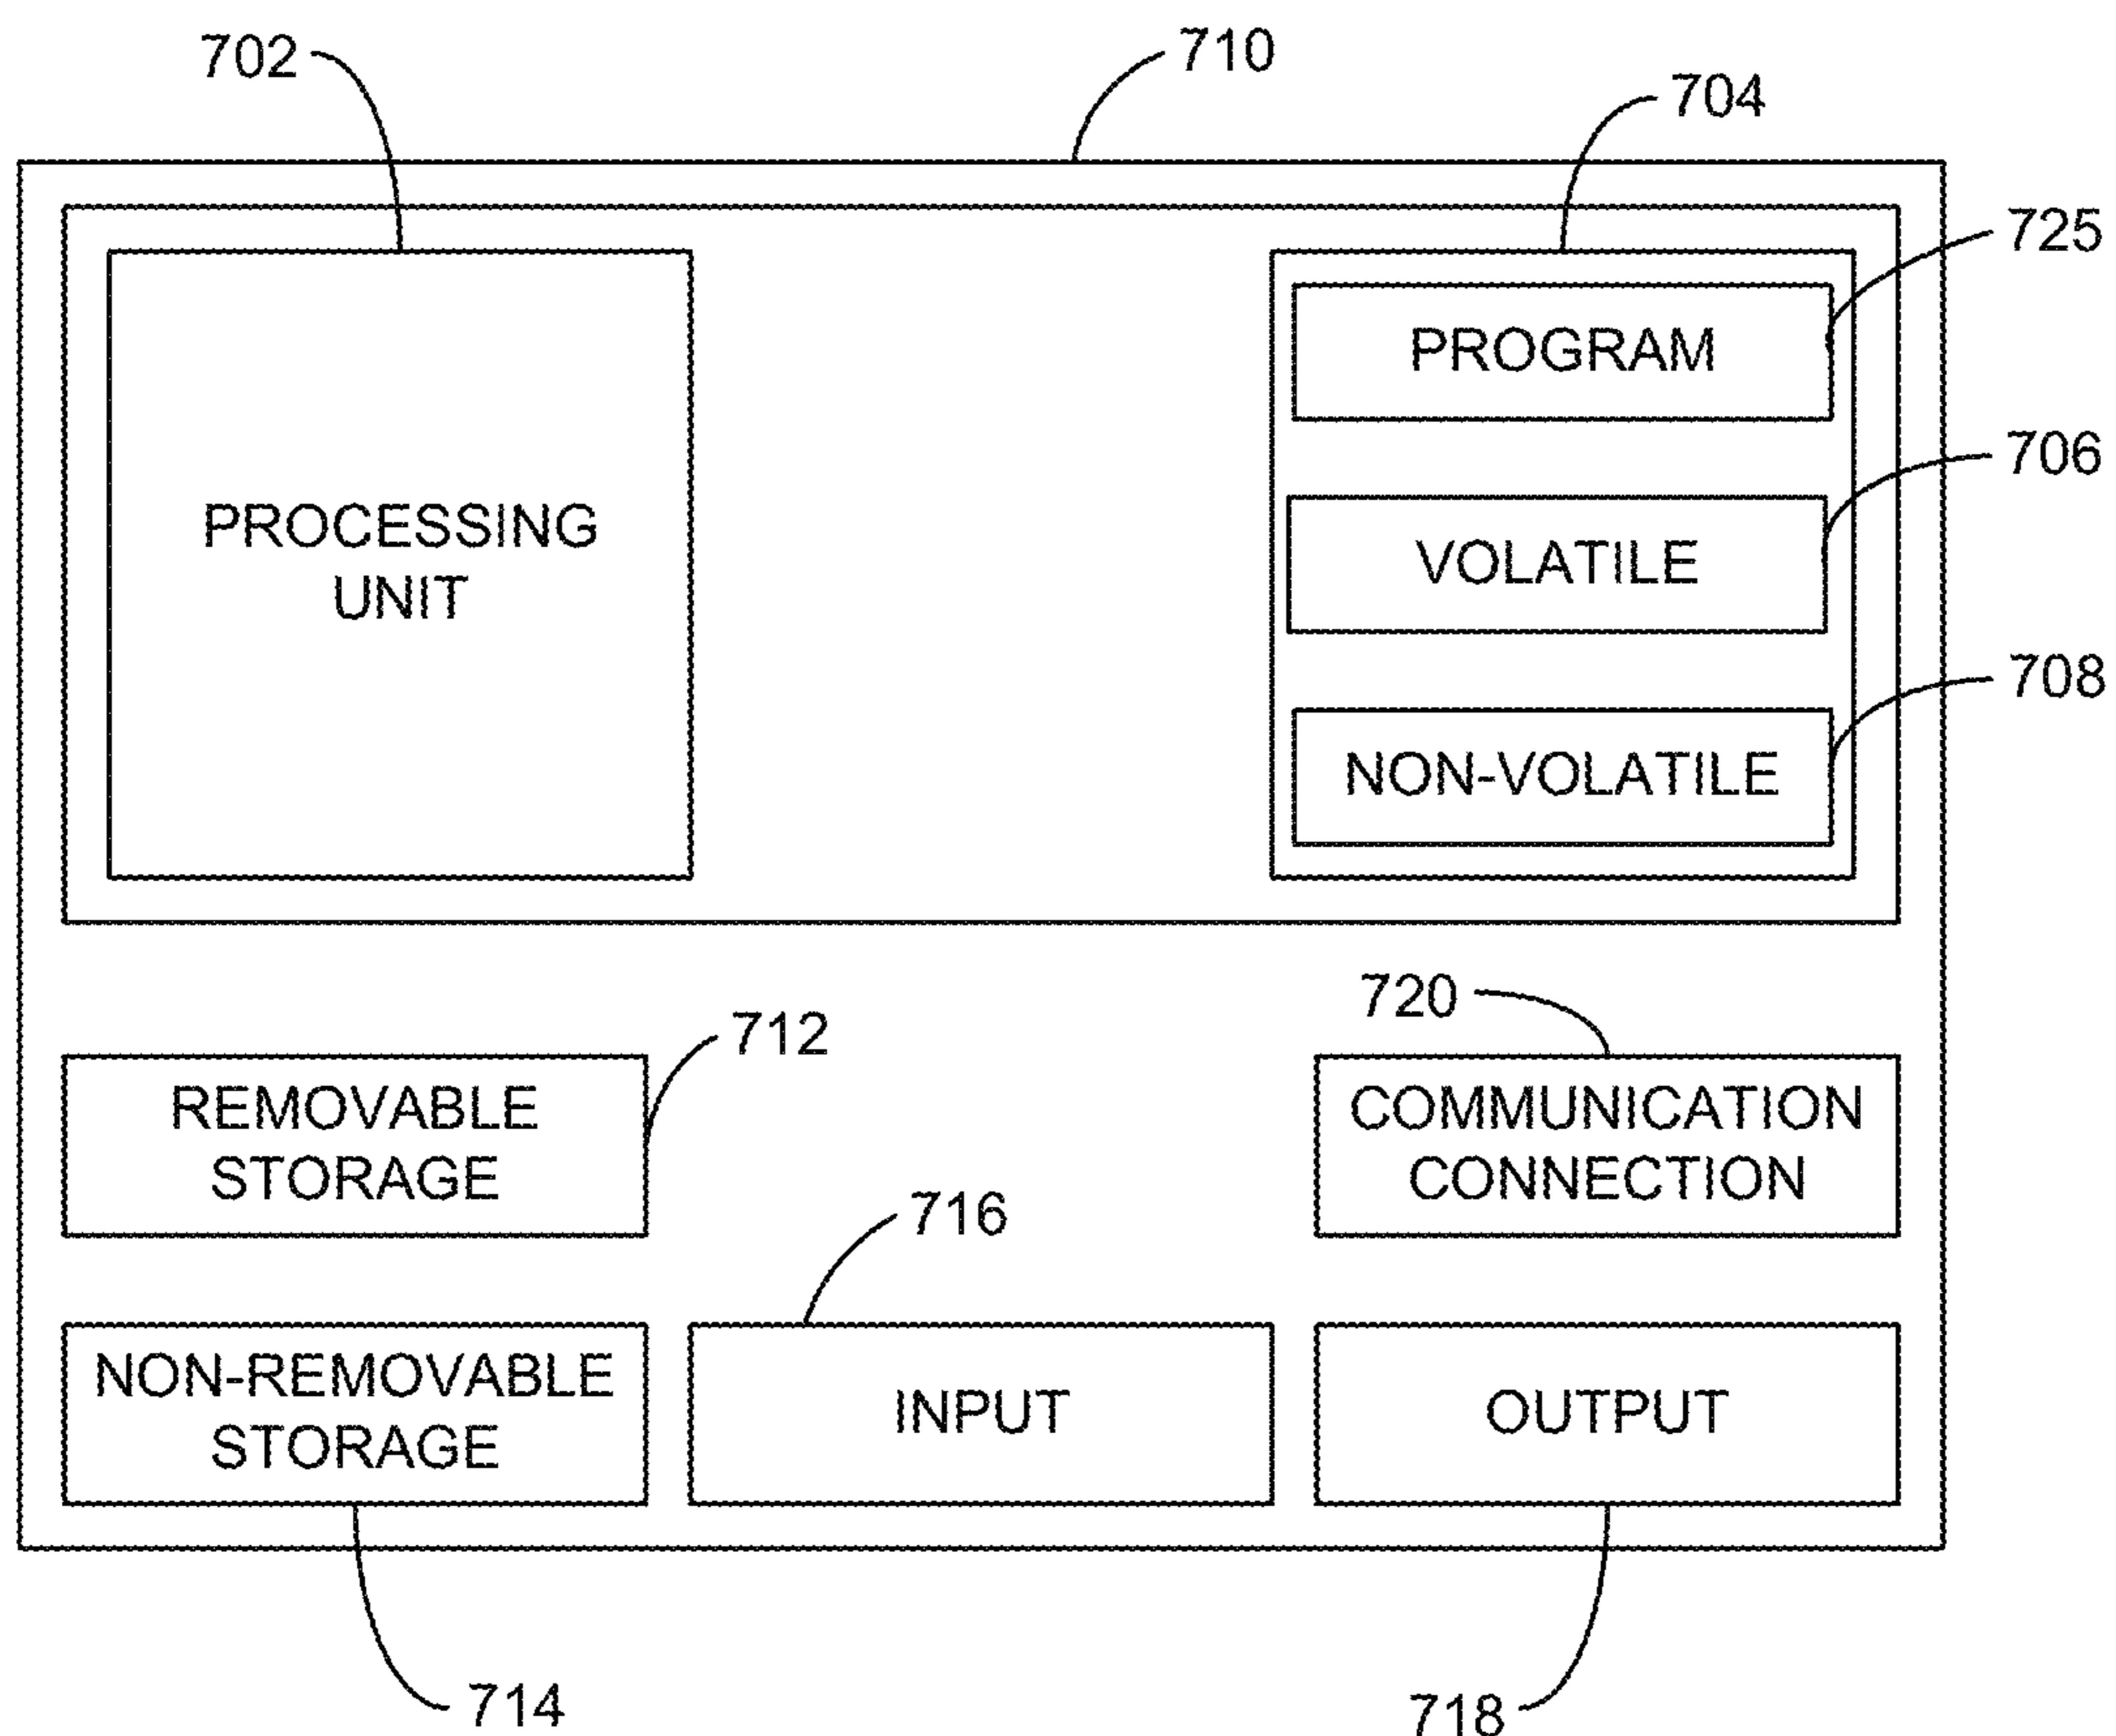 702
710
704
725
PROGRAM
706
PROCESSING
UNIT
VOLATILE
708
NON-VOLATILE
720
712
REMOVABLE
STORAGE
COMMUNICATION
CONNECTION
716
NON-REMOVABLE
STORAGE
INPUT
OUTPUT
714
718